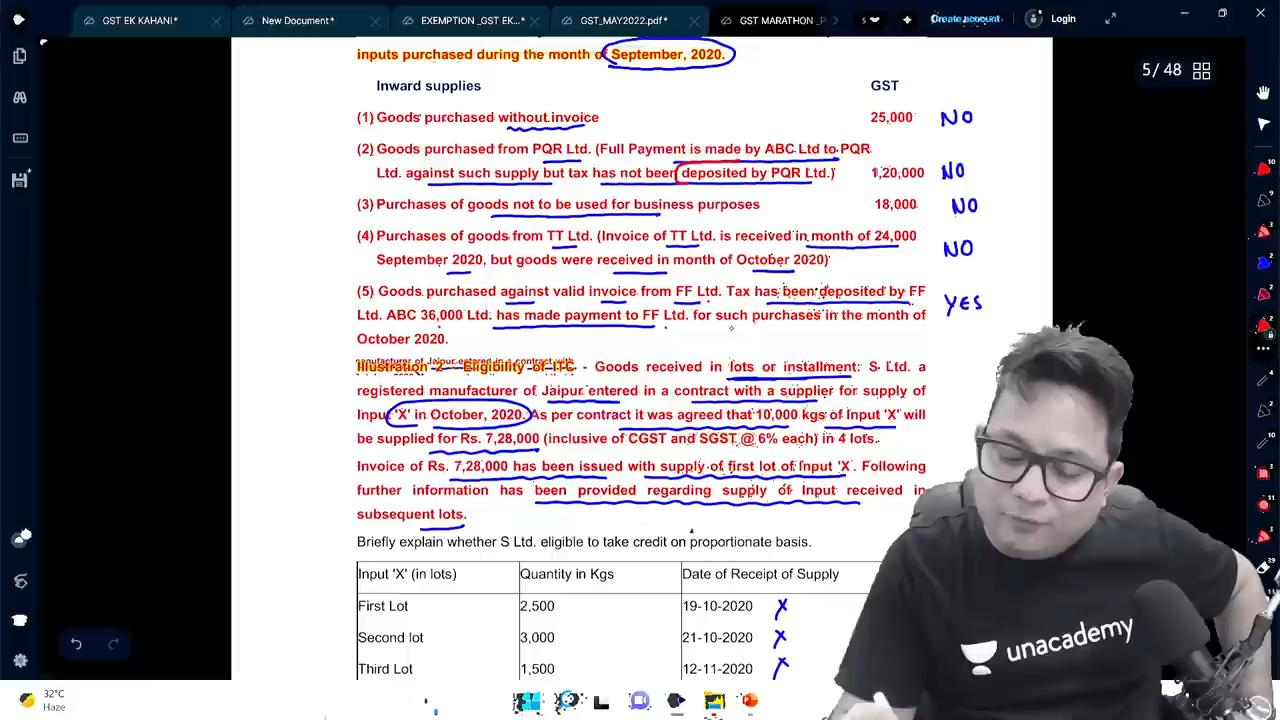 GST EK KAHANI*
New Document*
EXEMPTION _GST EK...*
GST_MAY2022.pdf*
GST MARATHON _P
5
Create account
Login
inputs purchased during the month of September, 2020.
5 / 48
Inward supplies GST
(1) Goods purchased without invoice 25,000 NO
(2) Goods purchased from PQR Ltd. (Full Payment is made by ABC Ltd to PQR
Ltd. against such supply but tax has not been deposited by PQR Ltd.) 1,20,000 NO
(3) Purchases of goods not to be used for business purposes 18,000 NO
(4) Purchases of goods from TT Ltd. (Invoice of TT Ltd. is received in month of 24,000
September 2020, but goods were received in month of October 2020) NO
(5) Goods purchased against valid invoice from FF Ltd. Tax has been deposited by FF YES
Ltd. ABC 36,000 Ltd. has made payment to FF Ltd. for such purchases in the month of
October 2020.
Illustration 2 – Eligibility of ITC - Goods received in lots or installment: S Ltd. a
registered manufacturer of Jaipur entered in a contract with a supplier for supply of
Input 'X' in October, 2020. As per contract it was agreed that 10,000 kgs of Input 'X' will
be supplied for Rs. 7,28,000 (inclusive of CGST and SGST @ 6% each) in 4 lots.
Invoice of Rs. 7,28,000 has been issued with supply of first lot of Input 'X'. Following
further information has been provided regarding supply of Input received in
subsequent lots.
Briefly explain whether S Ltd. eligible to take credit on proportionate basis.
Input 'X' (in lots) Quantity in Kgs Date of Receipt of Supply
First Lot 2,500 19-10-2020 X
Second lot 3,000 21-10-2020 X
Third Lot 1,500 12-11-2020 X
unacademy
32°C
Haze